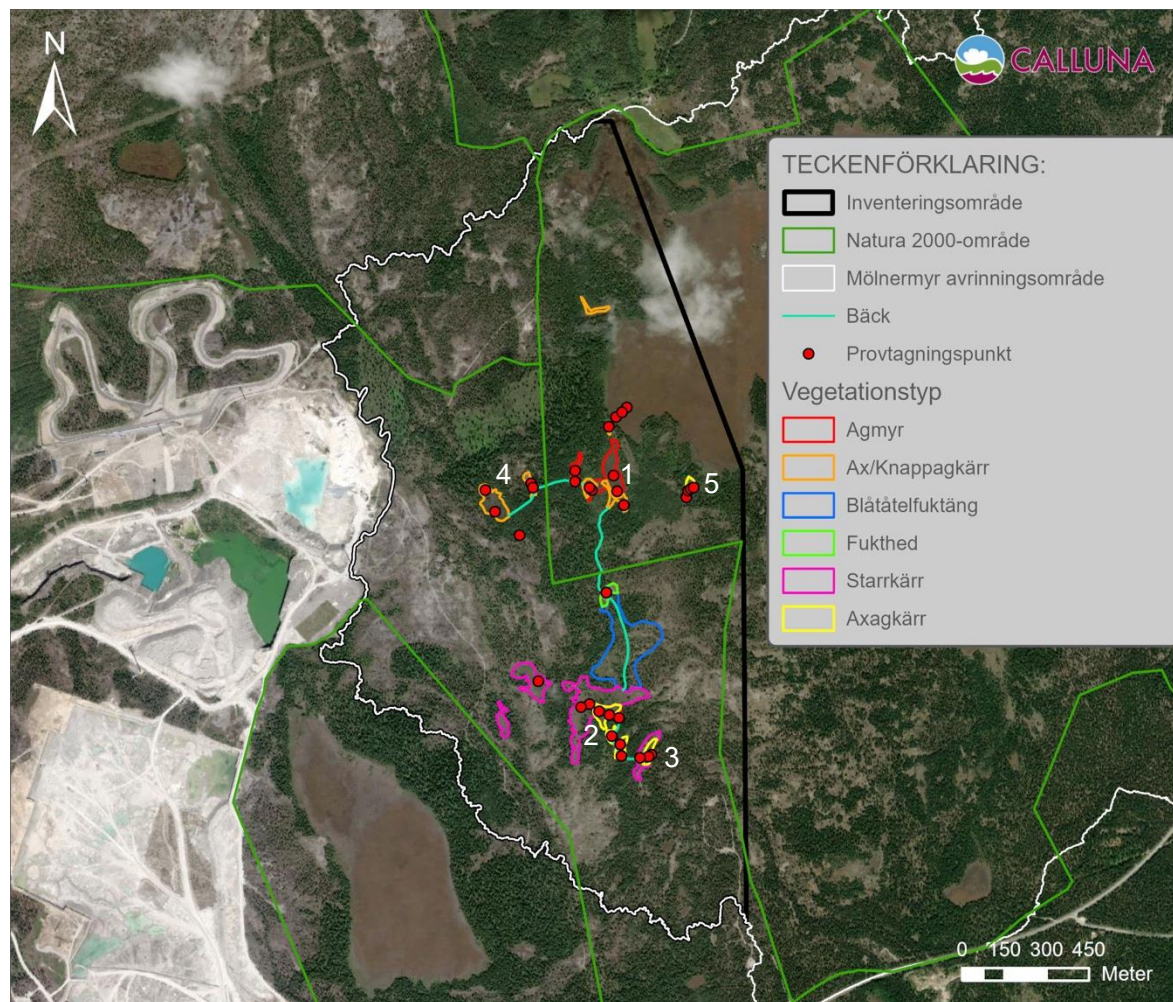 N
CALLUNA
TECKENFÖRKLARING:
Inventeringsområde
Natura 2000-område
Mölnermyr avrinningsområde
Bäck
Provtagningspunkt
Vegetationstyp
Agmyr
Ax/Knappagkärr
Blåtåtelfuktäng
Fukthed
Starrkärr
Axagkärr
4
1
5
2
3
0 150 300 450
Meter